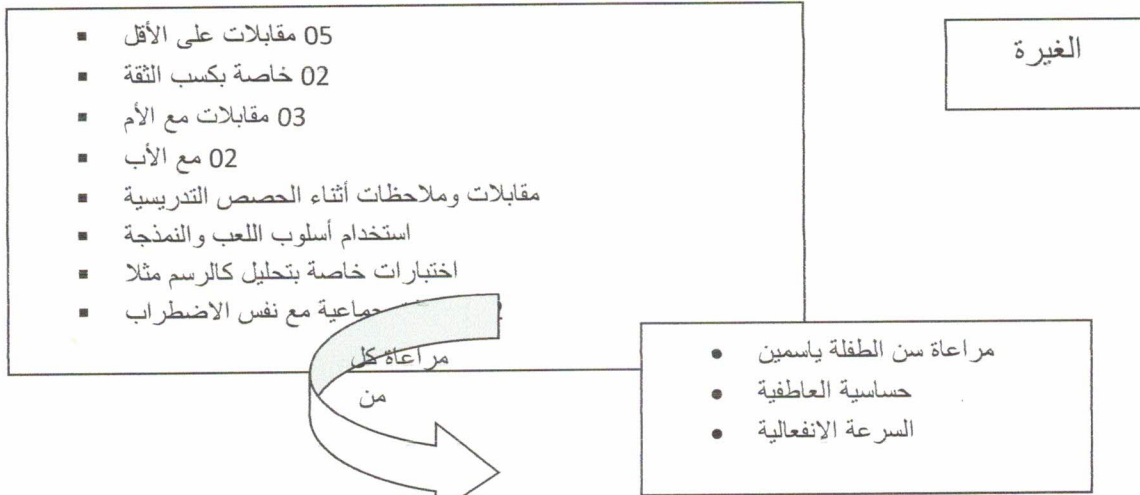 الغيرة
05 مقابلات على الأقل
02 خاصة بكسب الثقة
03 مقابلات مع الأم
02 مع الأب
مقابلات وملاحظات أثناء الحصص التدريسية
استخدام أسلوب اللعب والنمذجة
اختبارات خاصة بتحليل كالرسم مثلا
مع نفس الاضطراب
مراعاة كل
من
مراعاة سن الطفلة ياسمين
حساسية العاطفية
السرعة الانفعالية